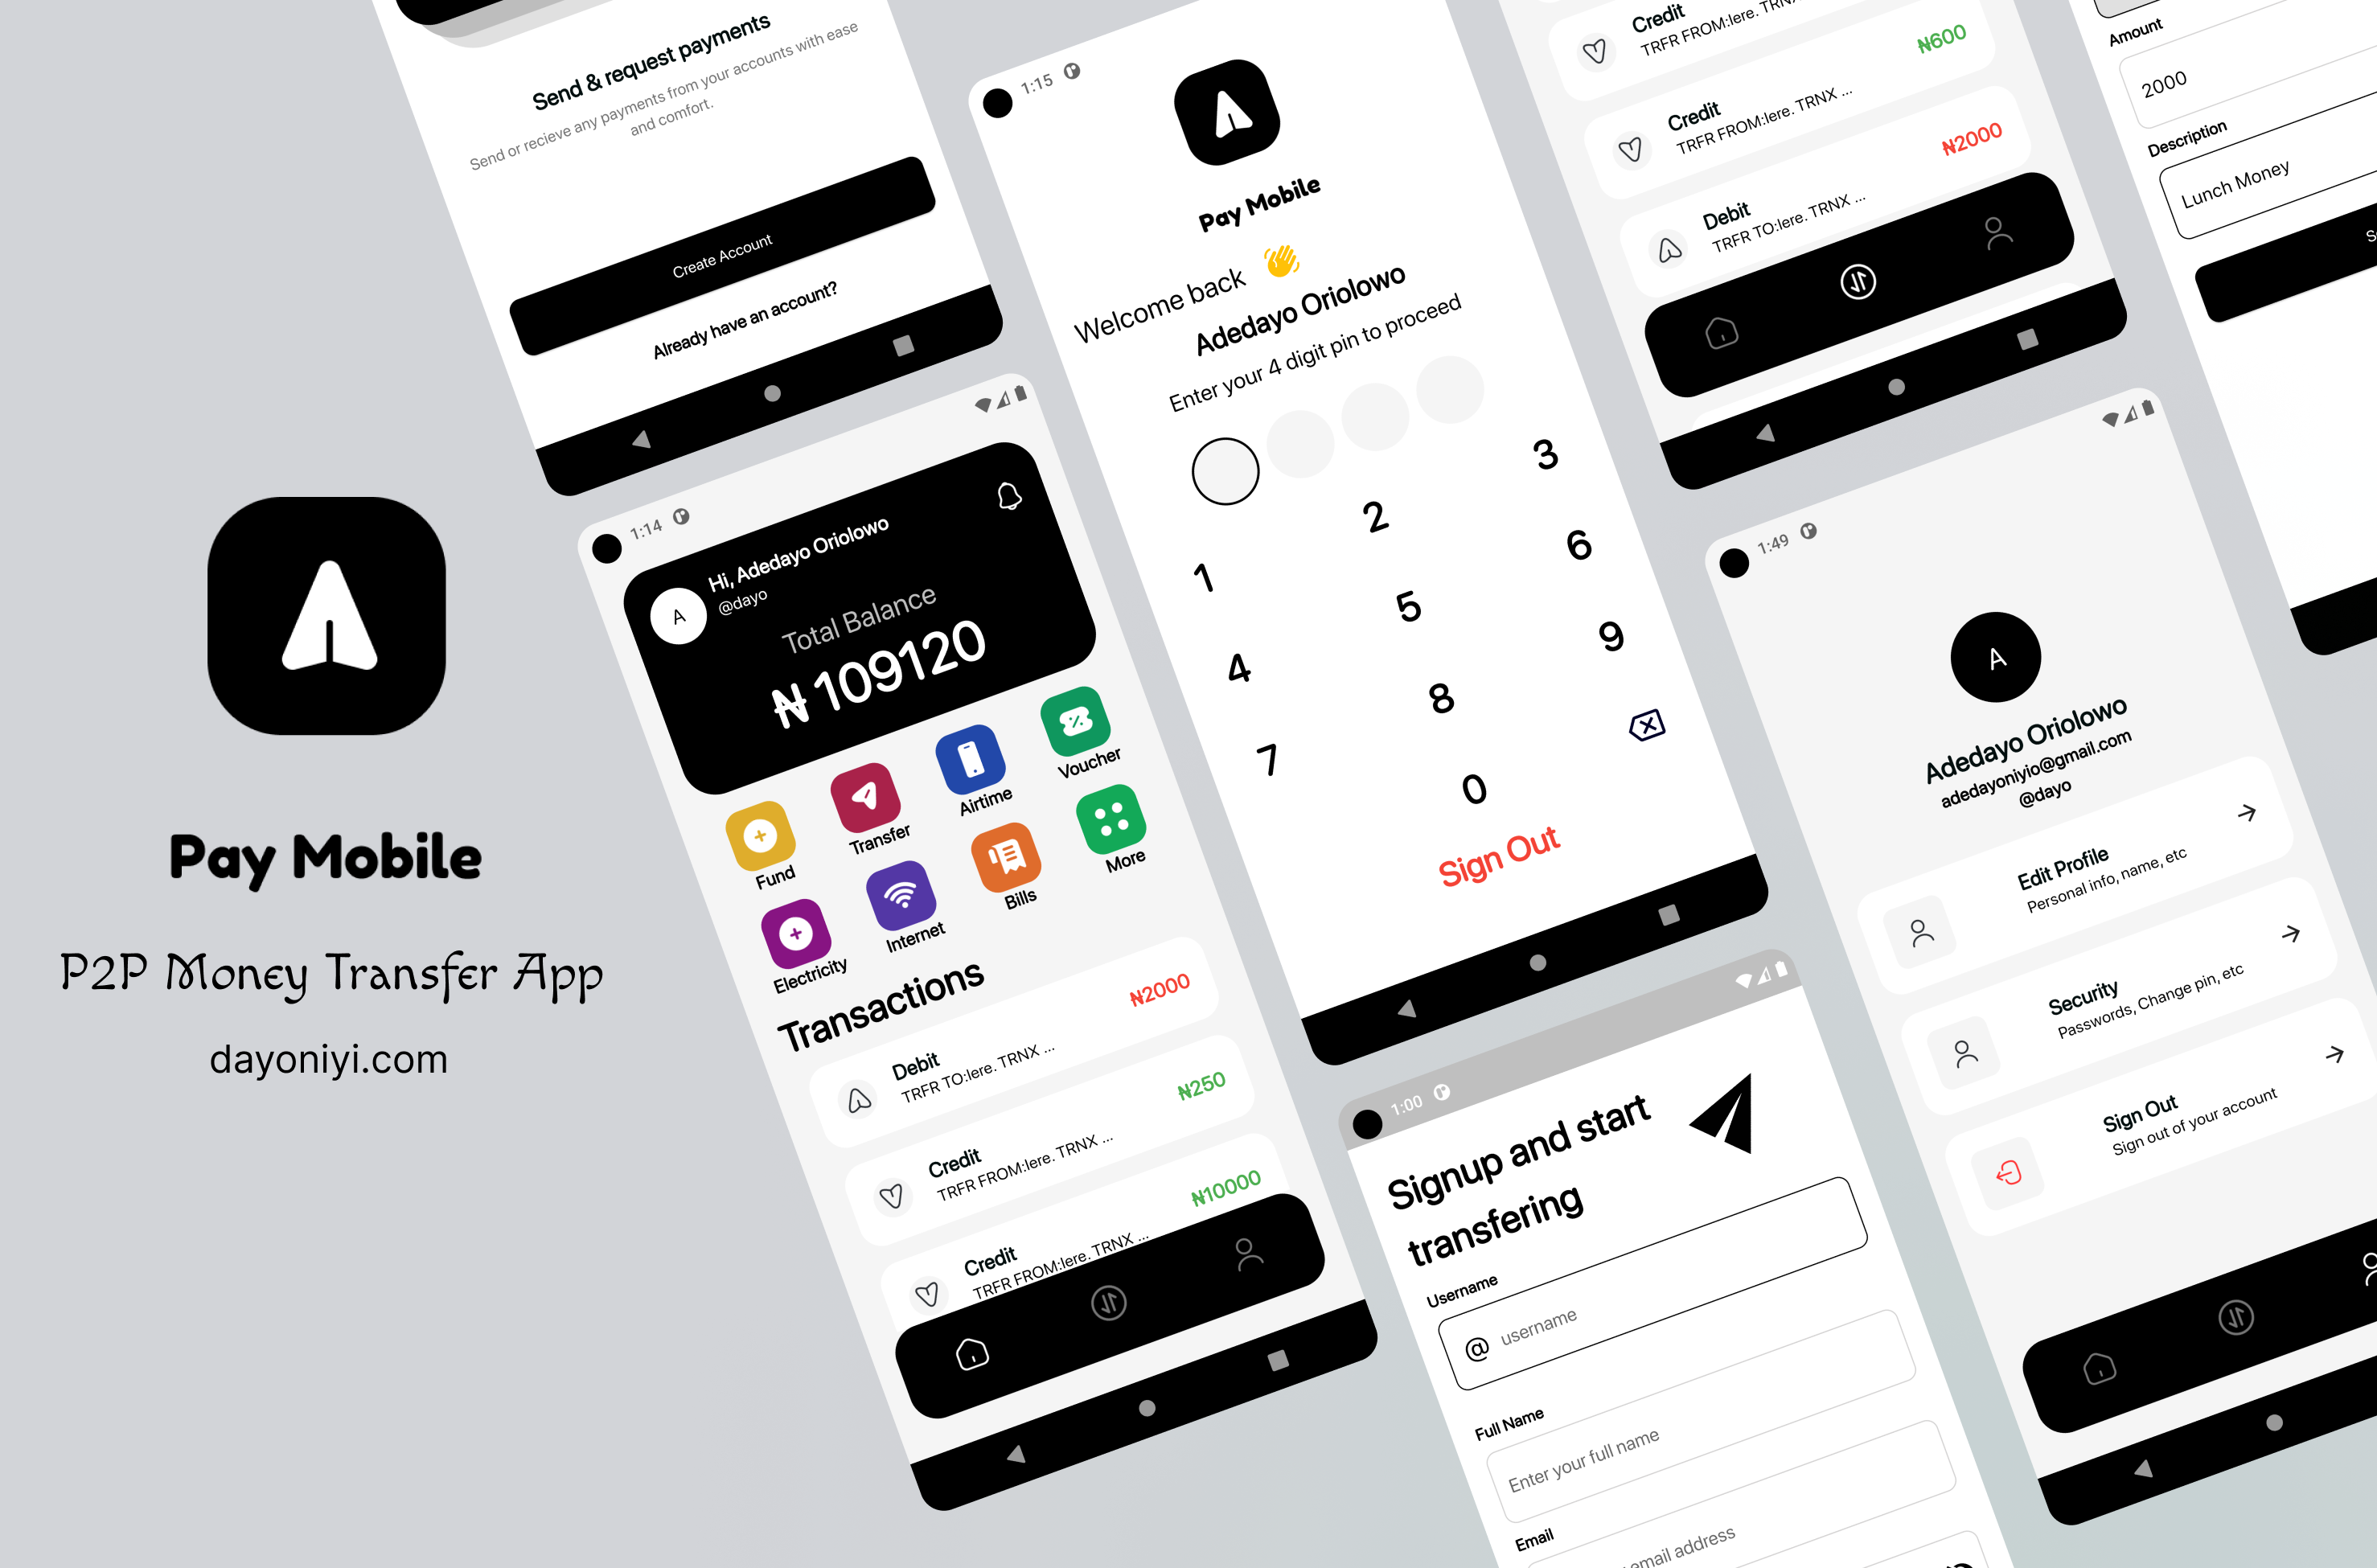 Pay Mobile
P2P Money Transfer App
dayoniyi.com
Send & request payments
Send or recieve any payments from your accounts with ease
and comfort.
Create Account
Already have an account?
1:14
A
Hi, Adedayo Oriolowo
@dayo
Total Balance
₦ 109120
Fund
Transfer
Airtime
Voucher
Electricity
Internet
Bills
More
Transactions
Debit
TRFR TO:lere. TRNX ...
₦2000
Credit
TRFR FROM:lere. TRNX ...
₦250
Credit
TRFR FROM:lere. TRNX ...
₦10000
1:15
Pay Mobile
Welcome back 👋
Adedayo Oriolowo
Enter your 4 digit pin to proceed
1 2 3
4 5 6
7 8 9
0
Sign Out
1:00
Signup and start
transfering
Username
@ username
Full Name
Enter your full name
Email
email address
Credit
TRFR FROM:lere.
Credit
TRFR FROM:lere. TRNX ...
₦600
Debit
TRFR TO:lere. TRNX ...
₦2000
1:49
A
Adedayo Oriolowo
adedayoniyio@gmail.com
@dayo
Edit Profile
Personal info, name, etc
Security
Passwords, Change pin, etc
Sign Out
Sign out of your account
Amount
2000
Description
Lunch Money